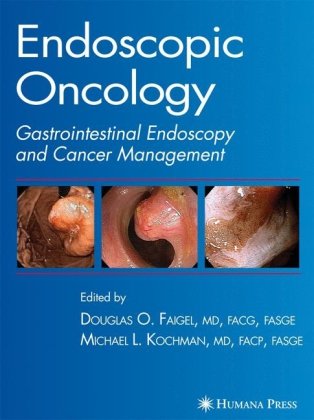 Endoscopic
Oncology
Gastrointestinal Endoscopy
and Cancer Management
Edited by
DOUGLAS O. FAIGEL, MD, FACG, FASGE
MICHAEL L. KOCHMAN, MD, FACP, FASGE
HUMANA PRESS